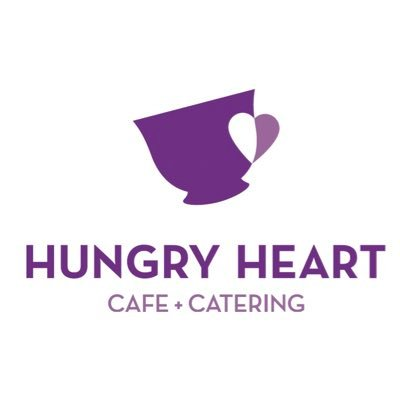 HUNGRY HEART
CAFE + CATERING